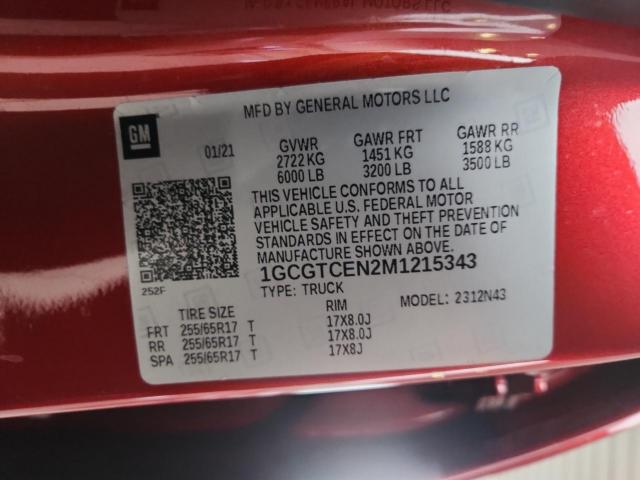 MFD BY GENERAL MOTORS LLC
GM
01/21
GVWR GAWR FRT GAWR RR
2722 KG 1451 KG 1588 KG
6000 LB 3200 LB 3500 LB
THIS VEHICLE CONFORMS TO ALL
APPLICABLE U.S. FEDERAL MOTOR
VEHICLE SAFETY AND THEFT PREVENTION
STANDARDS IN EFFECT ON THE DATE OF
MANUFACTURE SHOWN ABOVE.
252F
1GCGTCEN2M1215343
TYPE: TRUCK MODEL: 2312N43
TIRE SIZE RIM
FRT 255/65R17 T 17X8.0J
RR 255/65R17 T 17X8.0J
SPA 255/65R17 T 17X8J